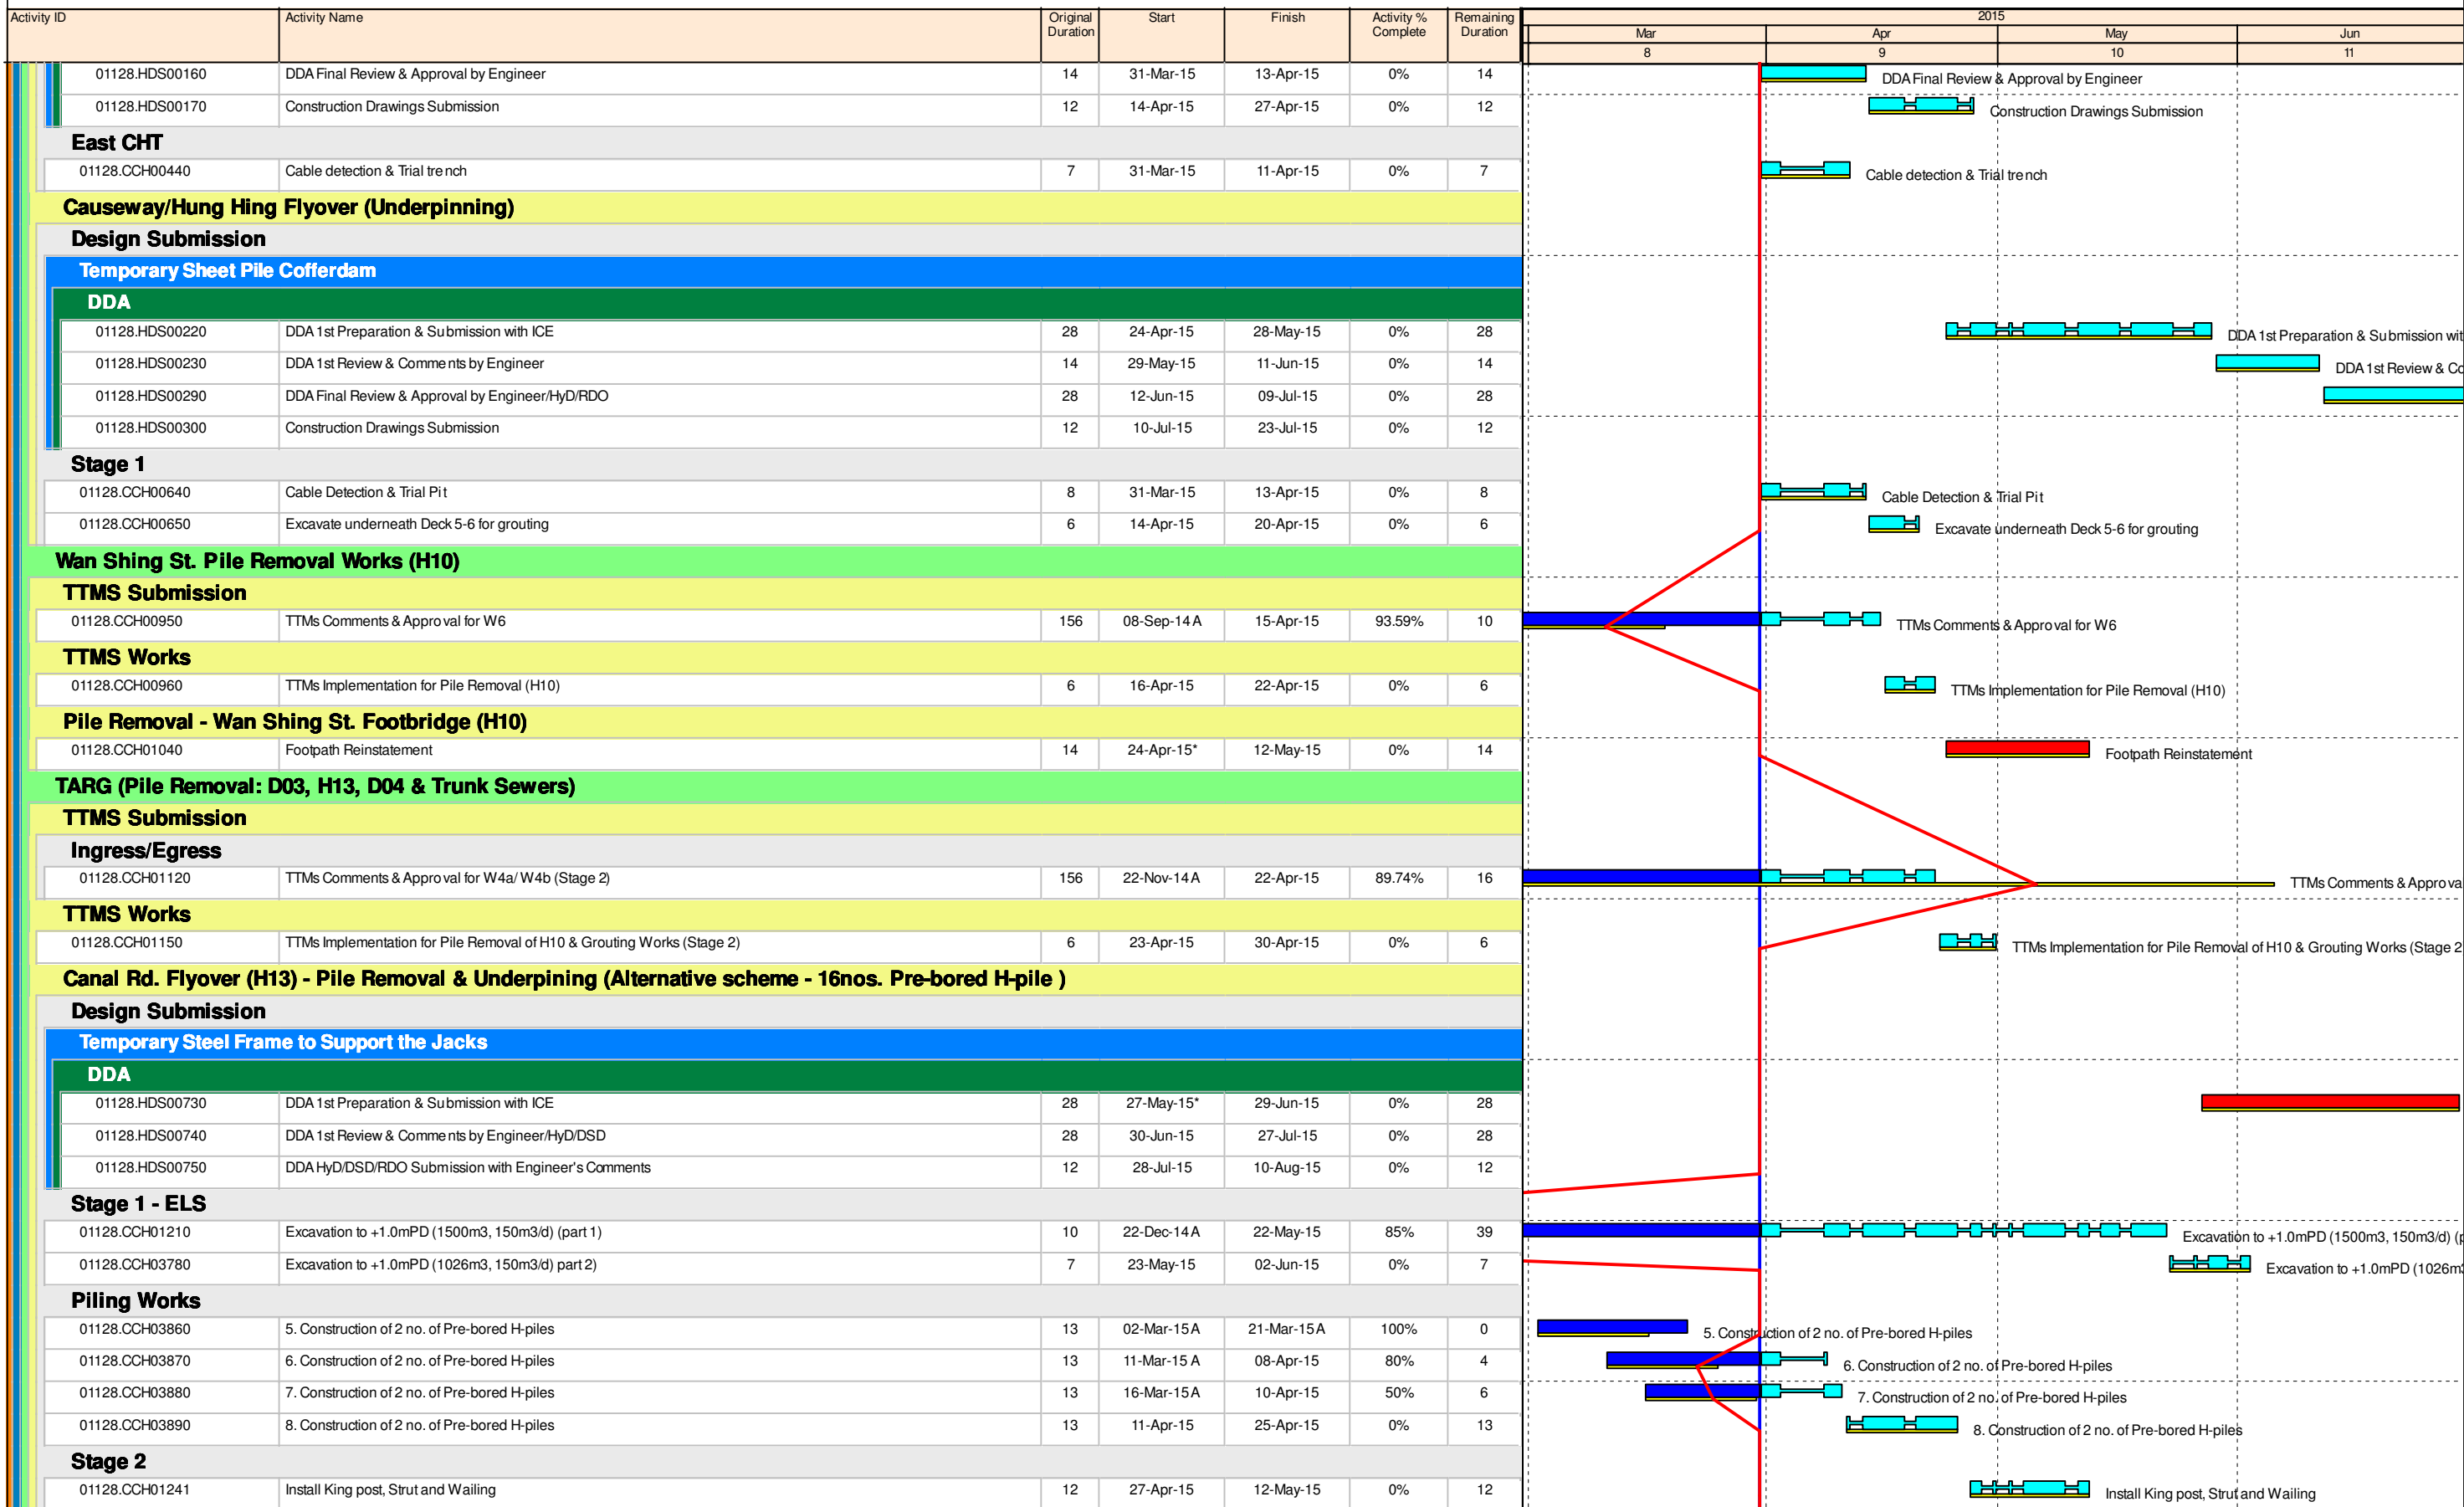 Activity ID Activity Name Original Duration Start Finish Activity % Complete Remaining Duration 2015
Mar Apr May Jun
8 9 10 11
01128.HDS00160 DDA Final Review & Approval by Engineer 14 31-Mar-15 13-Apr-15 0% 14 DDA Final Review & Approval by Engineer
01128.HDS00170 Construction Drawings Submission 12 14-Apr-15 27-Apr-15 0% 12 Construction Drawings Submission
East CHT
01128.CCH00440 Cable detection & Trial trench 7 31-Mar-15 11-Apr-15 0% 7 Cable detection & Trial trench
Causeway/Hung Hing Flyover (Underpinning)
Design Submission
Temporary Sheet Pile Cofferdam
DDA
01128.HDS00220 DDA 1st Preparation & Submission with ICE 28 24-Apr-15 28-May-15 0% 28 DDA 1st Preparation & Submission wit
01128.HDS00230 DDA 1st Review & Comments by Engineer 14 29-May-15 11-Jun-15 0% 14 DDA 1st Review & Co
01128.HDS00290 DDA Final Review & Approval by Engineer/HyD/RDO 28 12-Jun-15 09-Jul-15 0% 28
01128.HDS00300 Construction Drawings Submission 12 10-Jul-15 23-Jul-15 0% 12
Stage 1
01128.CCH00640 Cable Detection & Trial Pit 8 31-Mar-15 13-Apr-15 0% 8 Cable Detection & Trial Pit
01128.CCH00650 Excavate underneath Deck 5-6 for grouting 6 14-Apr-15 20-Apr-15 0% 6 Excavate underneath Deck 5-6 for grouting
Wan Shing St. Pile Removal Works (H10)
TTMS Submission
01128.CCH00950 TTMs Comments & Approval for W6 156 08-Sep-14 A 15-Apr-15 93.59% 10 TTMs Comments & Approval for W6
TTMS Works
01128.CCH00960 TTMs Implementation for Pile Removal (H10) 6 16-Apr-15 22-Apr-15 0% 6 TTMs Implementation for Pile Removal (H10)
Pile Removal - Wan Shing St. Footbridge (H10)
01128.CCH01040 Footpath Reinstatement 14 24-Apr-15* 12-May-15 0% 14 Footpath Reinstatement
TARG (Pile Removal: D03, H13, D04 & Trunk Sewers)
TTMS Submission
Ingress/Egress
01128.CCH01120 TTMs Comments & Approval for W4a/ W4b (Stage 2) 156 22-Nov-14 A 22-Apr-15 89.74% 16 TTMs Comments & Approva
TTMS Works
01128.CCH01150 TTMs Implementation for Pile Removal of H10 & Grouting Works (Stage 2) 6 23-Apr-15 30-Apr-15 0% 6 TTMs Implementation for Pile Removal of H10 & Grouting Works (Stage 2
Canal Rd. Flyover (H13) - Pile Removal & Underpining (Alternative scheme - 16nos. Pre-bored H-pile )
Design Submission
Temporary Steel Frame to Support the Jacks
DDA
01128.HDS00730 DDA 1st Preparation & Submission with ICE 28 27-May-15* 29-Jun-15 0% 28
01128.HDS00740 DDA 1st Review & Comments by Engineer/HyD/DSD 28 30-Jun-15 27-Jul-15 0% 28
01128.HDS00750 DDA HyD/DSD/RDO Submission with Engineer's Comments 12 28-Jul-15 10-Aug-15 0% 12
Stage 1 - ELS
01128.CCH01210 Excavation to +1.0mPD (1500m3, 150m3/d) (part 1) 10 22-Dec-14 A 22-May-15 85% 39 Excavation to +1.0mPD (1500m3, 150m3/d) (p
01128.CCH03780 Excavation to +1.0mPD (1026m3, 150m3/d) part 2) 7 23-May-15 02-Jun-15 0% 7 Excavation to +1.0mPD (1026m3
Piling Works
01128.CCH03860 5. Construction of 2 no. of Pre-bored H-piles 13 02-Mar-15 A 21-Mar-15 A 100% 0 5. Construction of 2 no. of Pre-bored H-piles
01128.CCH03870 6. Construction of 2 no. of Pre-bored H-piles 13 11-Mar-15 A 08-Apr-15 80% 4 6. Construction of 2 no. of Pre-bored H-piles
01128.CCH03880 7. Construction of 2 no. of Pre-bored H-piles 13 16-Mar-15 A 10-Apr-15 50% 6 7. Construction of 2 no. of Pre-bored H-piles
01128.CCH03890 8. Construction of 2 no. of Pre-bored H-piles 13 11-Apr-15 25-Apr-15 0% 13 8. Construction of 2 no. of Pre-bored H-piles
Stage 2
01128.CCH01241 Install King post, Strut and Wailing 12 27-Apr-15 12-May-15 0% 12 Install King post, Strut and Wailing